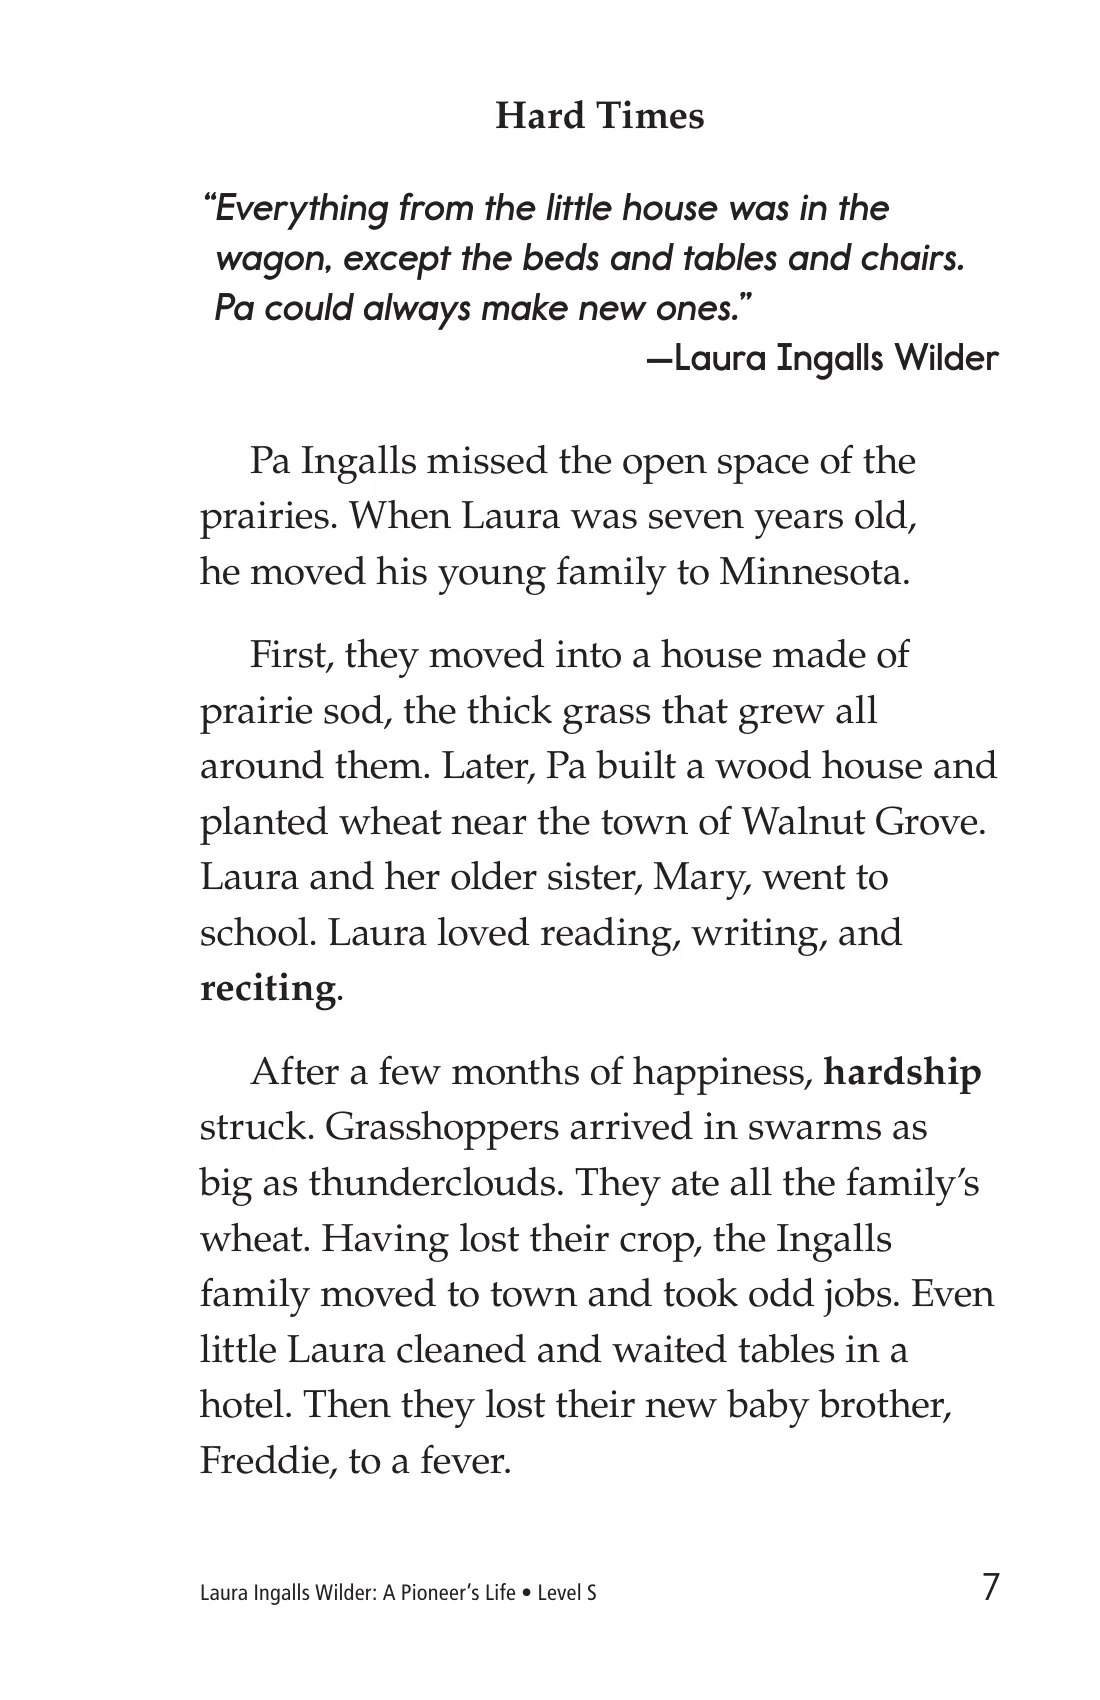 Hard Times
“Everything from the little house was in the
wagon, except the beds and tables and chairs.
Pa could always make new ones.”
—Laura Ingalls Wilder
Pa Ingalls missed the open space of the
prairies. When Laura was seven years old,
he moved his young family to Minnesota.
First, they moved into a house made of
prairie sod, the thick grass that grew all
around them. Later, Pa built a wood house and
planted wheat near the town of Walnut Grove.
Laura and her older sister, Mary, went to
school. Laura loved reading, writing, and
reciting.
After a few months of happiness, hardship
struck. Grasshoppers arrived in swarms as
big as thunderclouds. They ate all the family’s
wheat. Having lost their crop, the Ingalls
family moved to town and took odd jobs. Even
little Laura cleaned and waited tables in a
hotel. Then they lost their new baby brother,
Freddie, to a fever.
Laura Ingalls Wilder: A Pioneer’s Life • Level S 7